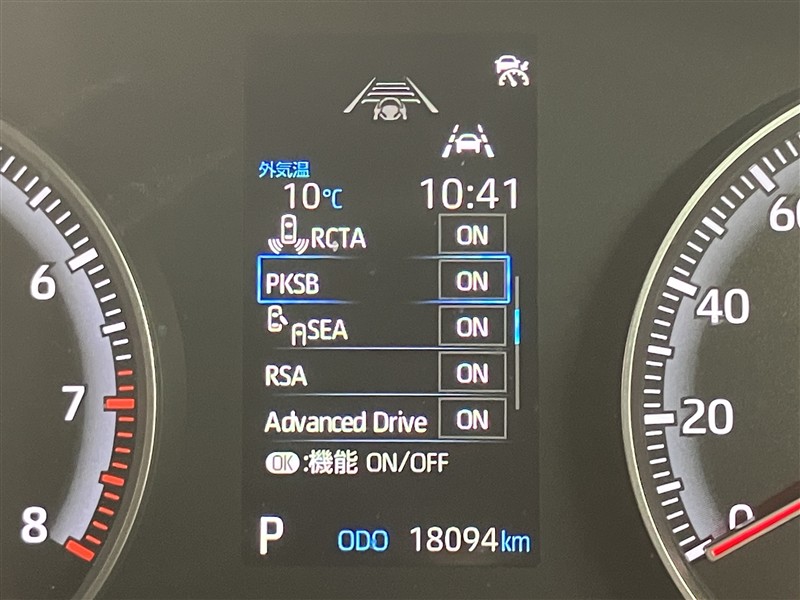 外気温
10℃ 10:41
RCTA ON
PKSB ON
SEA ON
RSA ON
Advanced Drive ON
OK:機能 ON/OFF
P ODO 18094km
6
7
8
60
40
20
0